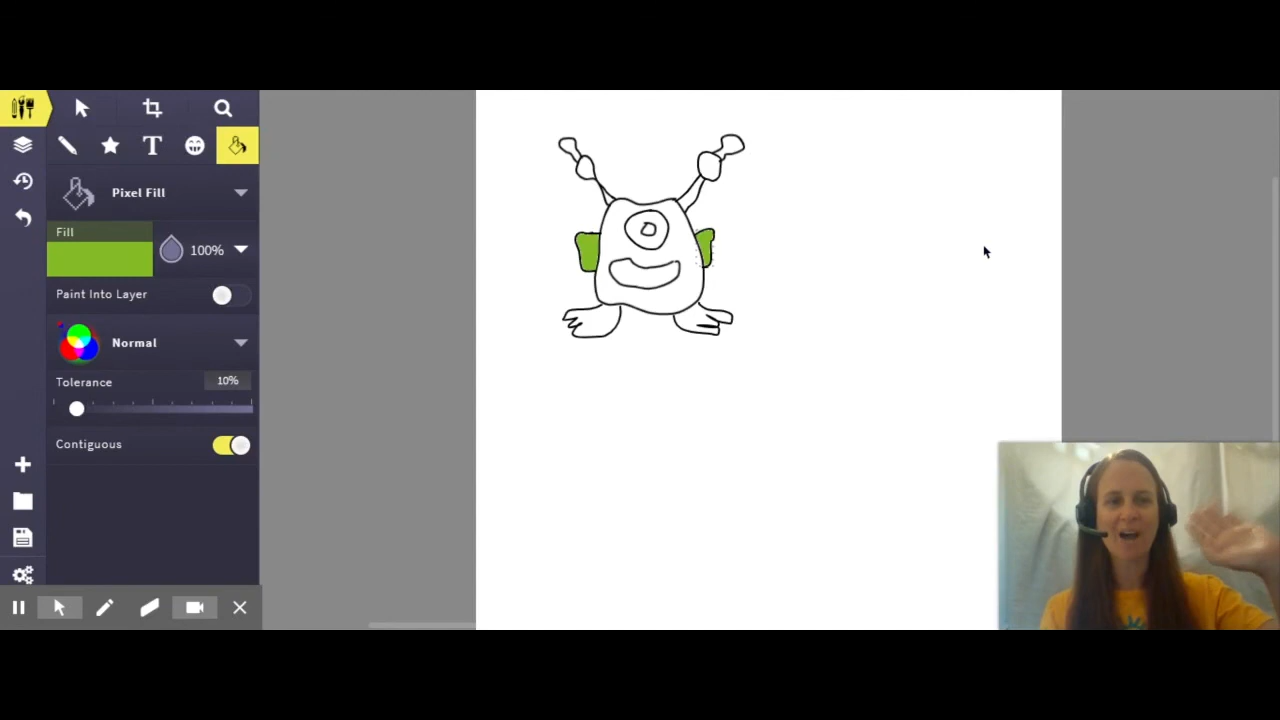 T
Pixel Fill
Fill
100%
Paint Into Layer
Normal
Tolerance
10%
Contiguous